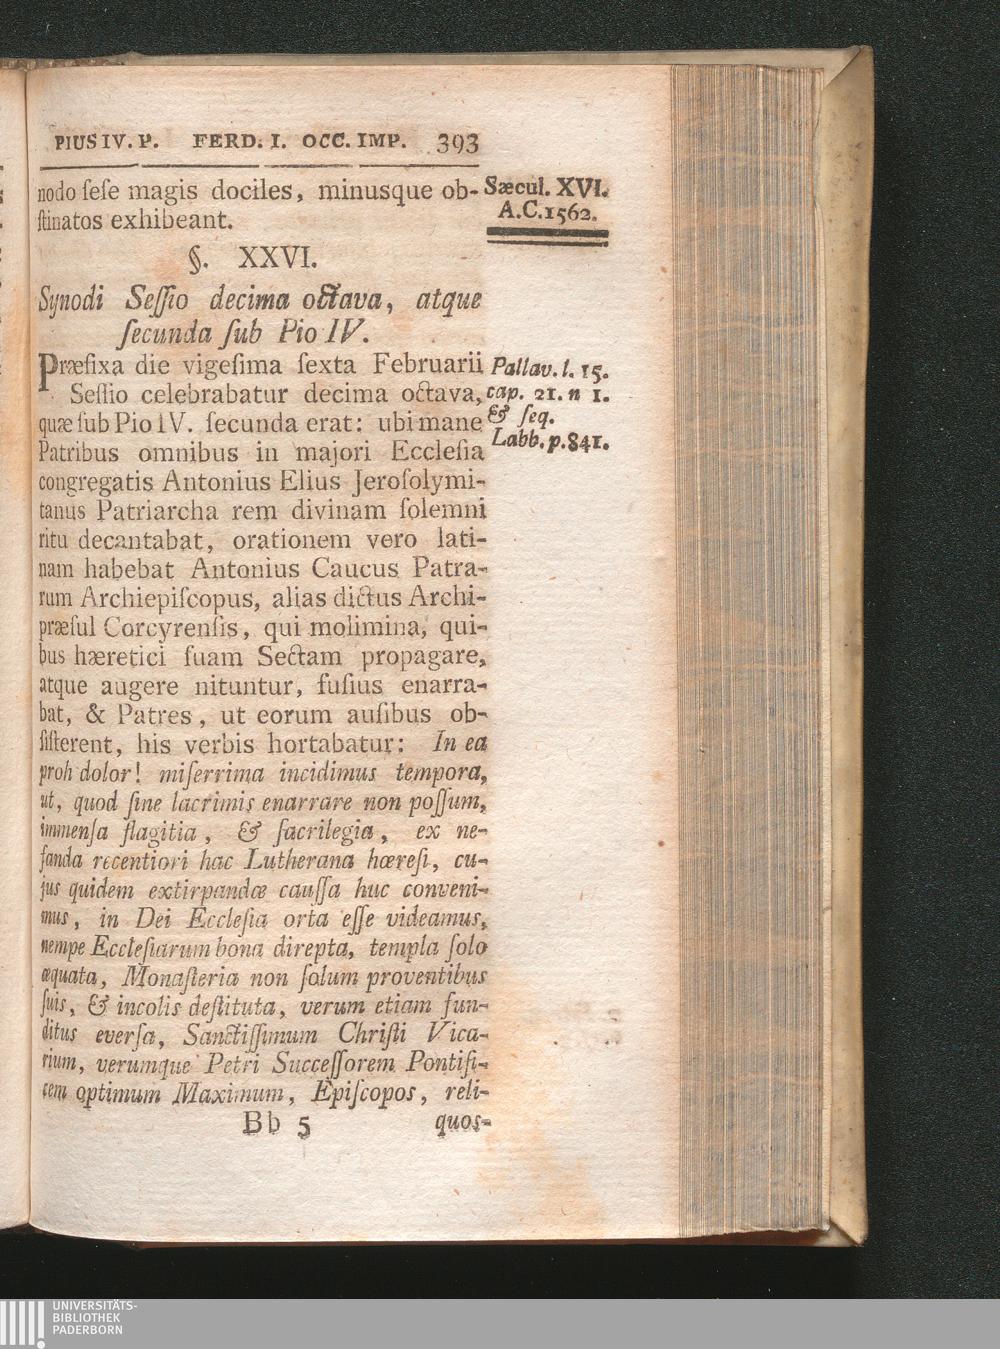 PIUS IV. P. FERD. I. OCC. IMP. 393
nodo ſeſe magis dociles, minusque ob-
ſtinatos exhibeant.
Sæcul. XVI.
A.C. 1562.
§. XXVI.
Synodi Seſſio decima octava, atque
ſecunda ſub Pio IV.
Præfixa die vigeſima ſexta Februarii
Seſſio celebrabatur decima octava,
quæ ſub Pio IV. ſecunda erat: ubi mane
Patribus omnibus in majori Eccleſia
congregatis Antonius Elius Jeroſolymi-
tanus Patriarcha rem divinam ſolemni
ritu decantabat, orationem vero lati-
nam habebat Antonius Caucus Patra-
rum Archiepiſcopus, alias dictus Archi-
præſul Corcyrenſis, qui molimina, qui-
bus hæretici ſuam Sectam propagare,
atque augere nituntur, fuſius enarra-
bat, & Patres, ut eorum auſibus ob-
ſiſterent, his verbis hortabatur: In ea
proh dolor! miſerrima incidimus tempora,
ut, quod ſine lacrimis enarrare non poſſum,
immenſa flagitia, & ſacrilegia, ex ne-
fanda recentiori hac Lutherana hæreſi, cu-
jus quidem extirpandæ cauſſa huc conveni-
mus, in Dei Eccleſia orta eſſe videamus,
nempe Eccleſiarum bona direpta, templa ſolo
æquata, Monaſteria non ſolum proventibus
ſuis, & incolis deſtituta, verum etiam fun-
ditus everſa, Sanctiſſimum Chriſti Vica-
rium, verumque Petri Succeſſorem Pontifi-
cem optimum Maximum, Epiſcopos, reli-
Bb 5 quos-
Pallav. l. 15.
cap. 21. n 1.
& ſeq.
Labb. p. 841.
UNIVERSITÄTS-
BIBLIOTHEK
PADERBORN